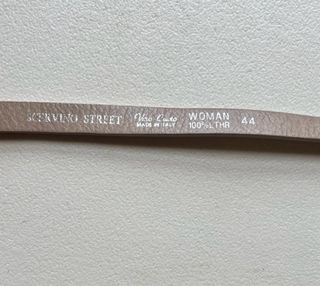 SCERVINO STREET
Vero Cuoio
MADE IN ITALY
WOMAN
100% LTHR
44